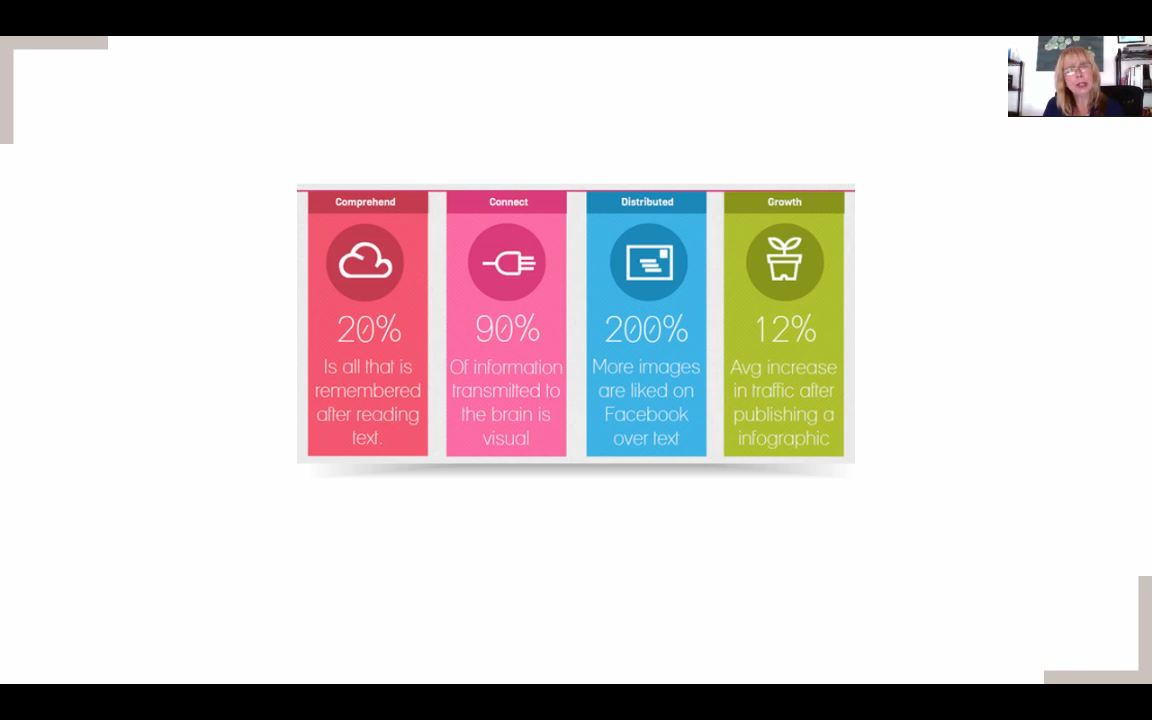 Comprehend
20%
Is all that is
remembered
after reading
text.
Connect
90%
Of information
transmitted to
the brain is
visual
Distributed
200%
More images
are liked on
Facebook
over text
Growth
12%
Avg increase
in traffic after
publishing a
infographic